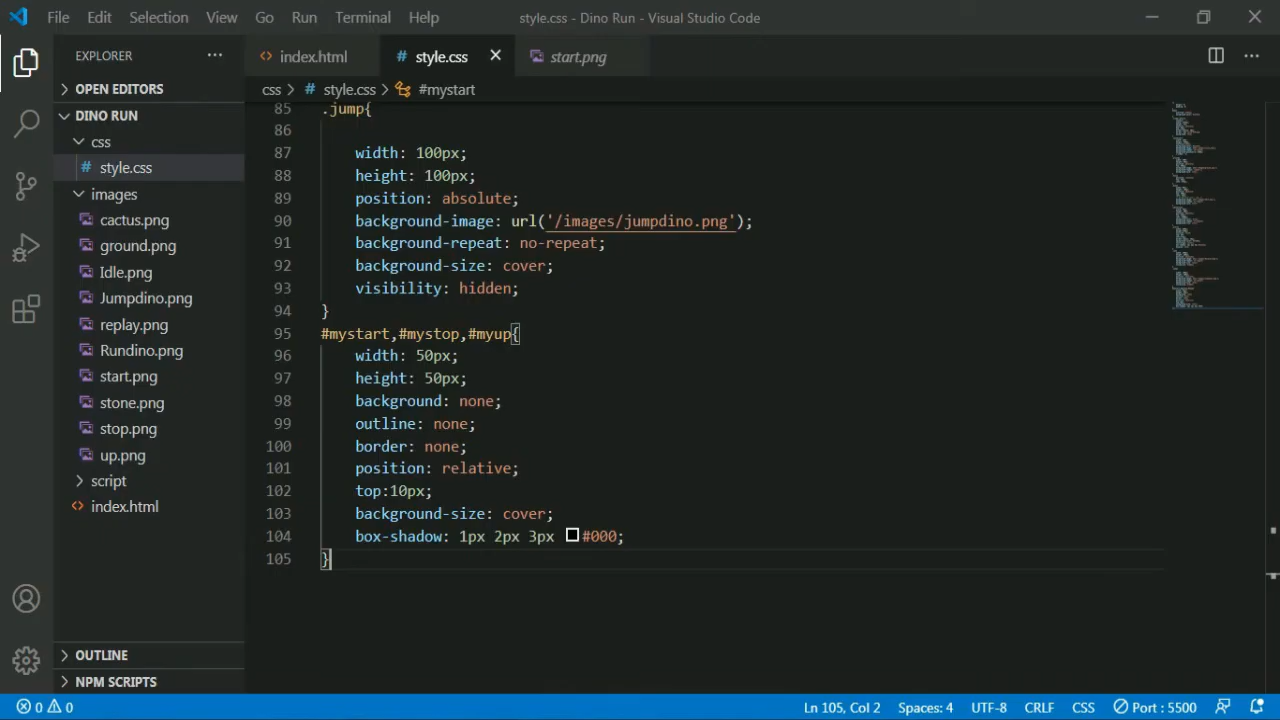 File Edit Selection View Go Run Terminal Help style.css - Dino Run - Visual Studio Code
EXPLORER
OPEN EDITORS
DINO RUN
css
# style.css
images
cactus.png
ground.png
Idle.png
Jumpdino.png
replay.png
Rundino.png
start.png
stone.png
stop.png
up.png
script
<> index.html
OUTLINE
NPM SCRIPTS
<> index.html # style.css start.png
css > # style.css > #mystart
85 .jump{
86
87 width: 100px;
88 height: 100px;
89 position: absolute;
90 background-image: url('/images/jumpdino.png');
91 background-repeat: no-repeat;
92 background-size: cover;
93 visibility: hidden;
94 }
95 #mystart,#mystop,#myup{
96 width: 50px;
97 height: 50px;
98 background: none;
99 outline: none;
100 border: none;
101 position: relative;
102 top:10px;
103 background-size: cover;
104 box-shadow: 1px 2px 3px #000;
105 }
0 0 Ln 105, Col 2 Spaces: 4 UTF-8 CRLF CSS Port : 5500